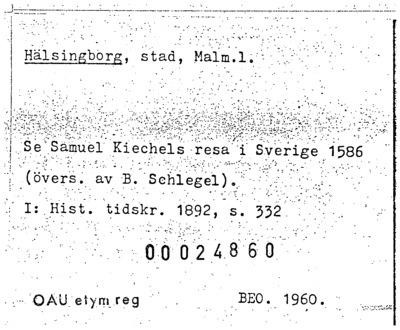 Hälsingborg, stad, Malm.l.
Se Samuel Kiechels resa i Sverige 1586
(övers. av B. Schlegel).
I: Hist. tidskr. 1892, s. 332
00024860
OAU etym reg BEO. 1960.